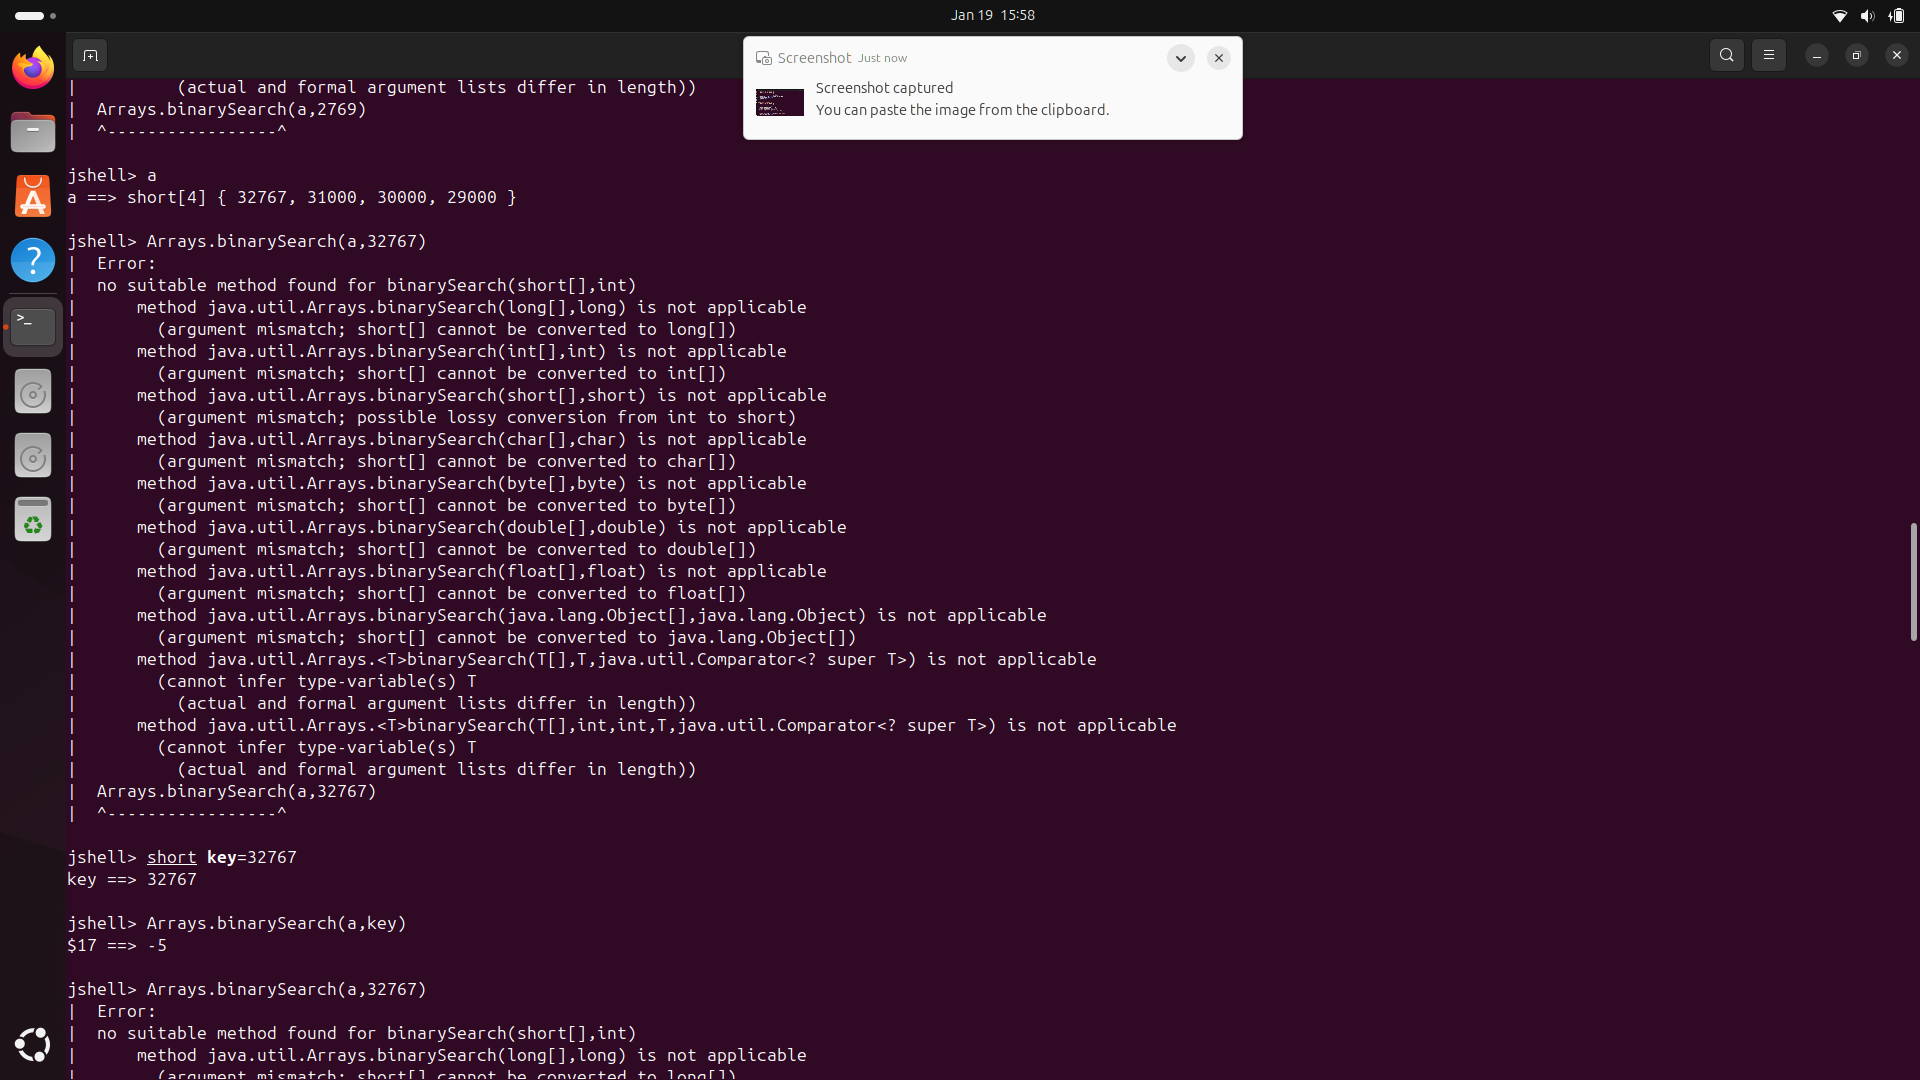 Jan 19 15:58
Screenshot Just now
Screenshot captured
You can paste the image from the clipboard.
| (actual and formal argument lists differ in length))
| Arrays.binarySearch(a,2769)
| ^-----------------^
jshell> a
a ==> short[4] { 32767, 31000, 30000, 29000 }
jshell> Arrays.binarySearch(a,32767)
| Error:
| no suitable method found for binarySearch(short[],int)
| method java.util.Arrays.binarySearch(long[],long) is not applicable
| (argument mismatch; short[] cannot be converted to long[])
| method java.util.Arrays.binarySearch(int[],int) is not applicable
| (argument mismatch; short[] cannot be converted to int[])
| method java.util.Arrays.binarySearch(short[],short) is not applicable
| (argument mismatch; possible lossy conversion from int to short)
| method java.util.Arrays.binarySearch(char[],char) is not applicable
| (argument mismatch; short[] cannot be converted to char[])
| method java.util.Arrays.binarySearch(byte[],byte) is not applicable
| (argument mismatch; short[] cannot be converted to byte[])
| method java.util.Arrays.binarySearch(double[],double) is not applicable
| (argument mismatch; short[] cannot be converted to double[])
| method java.util.Arrays.binarySearch(float[],float) is not applicable
| (argument mismatch; short[] cannot be converted to float[])
| method java.util.Arrays.binarySearch(java.lang.Object[],java.lang.Object) is not applicable
| (argument mismatch; short[] cannot be converted to java.lang.Object[])
| method java.util.Arrays.<T>binarySearch(T[],T,java.util.Comparator<? super T>) is not applicable
| (cannot infer type-variable(s) T
| (actual and formal argument lists differ in length))
| method java.util.Arrays.<T>binarySearch(T[],int,int,T,java.util.Comparator<? super T>) is not applicable
| (cannot infer type-variable(s) T
| (actual and formal argument lists differ in length))
| Arrays.binarySearch(a,32767)
| ^-----------------^
jshell> short key=32767
key ==> 32767
jshell> Arrays.binarySearch(a,key)
$17 ==> -5
jshell> Arrays.binarySearch(a,32767)
| Error:
| no suitable method found for binarySearch(short[],int)
| method java.util.Arrays.binarySearch(long[],long) is not applicable
| (argument mismatch; short[] cannot be converted to long[])